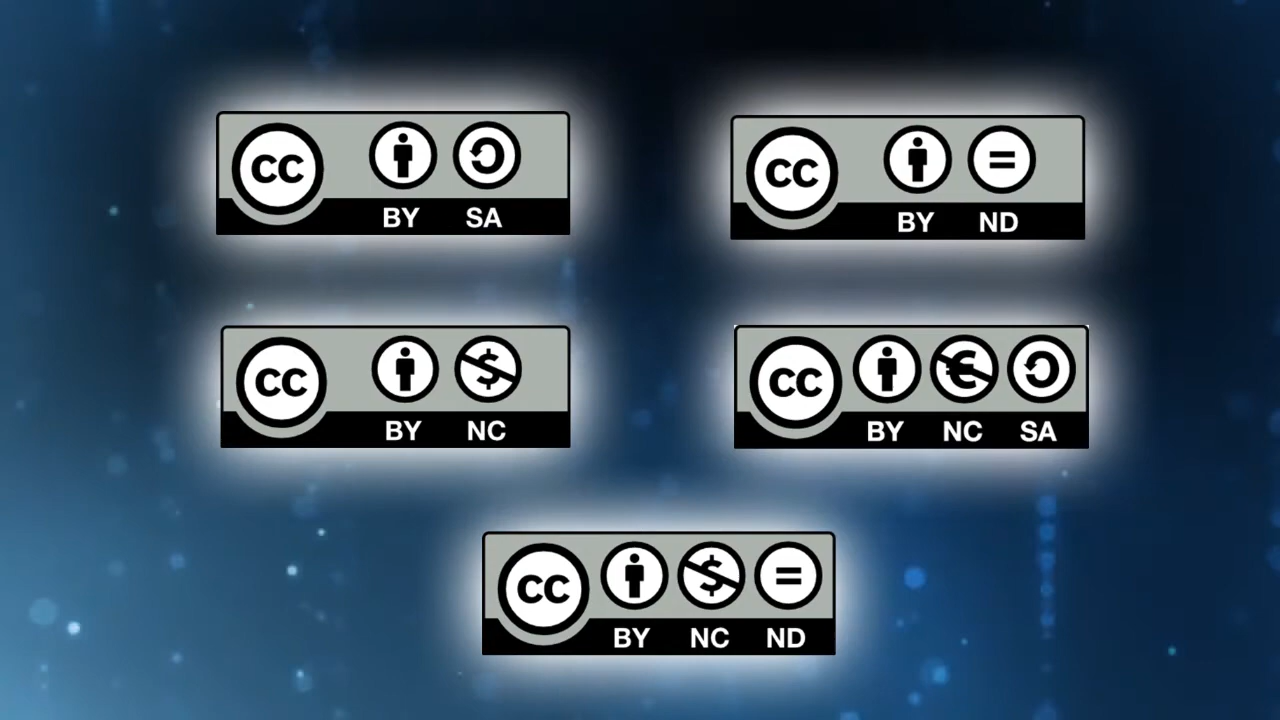 CC BY SA
CC BY ND
CC BY NC $
CC BY NC SA €
CC BY NC ND $